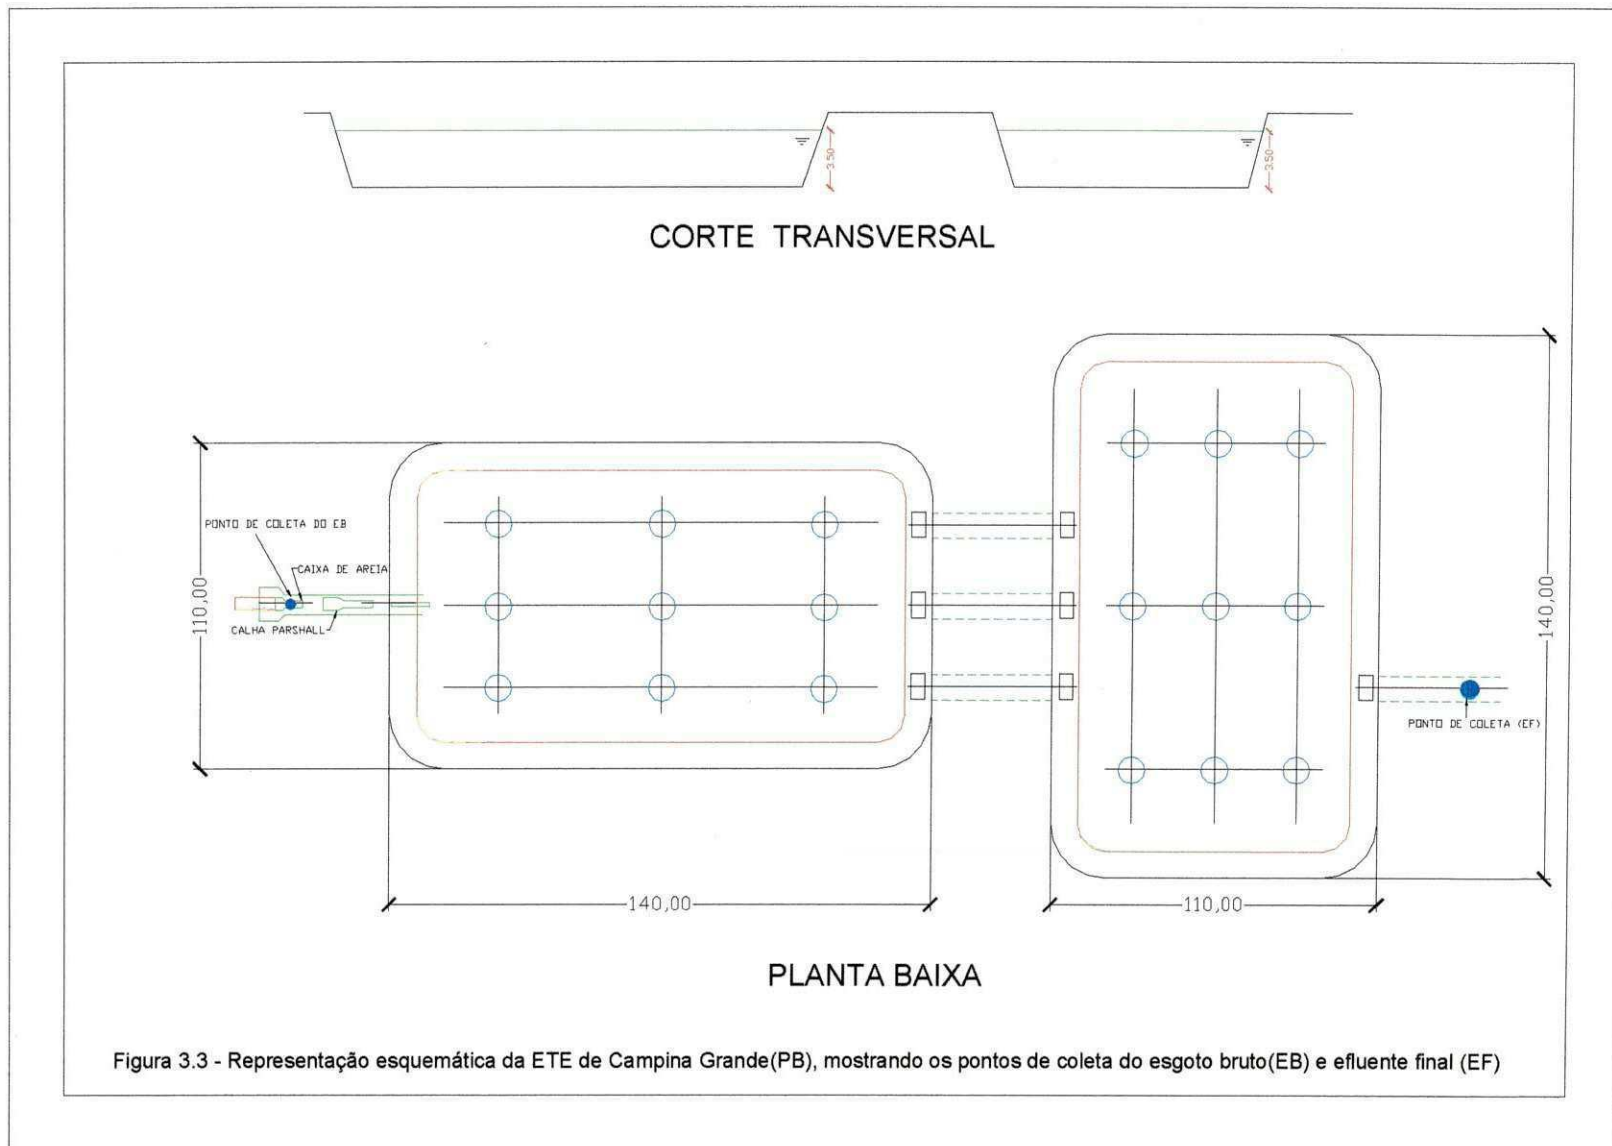 3.50
3.50
CORTE TRANSVERSAL
PONTO DE COLETA DO EB
CAIXA DE AREIA
CALHA PARSHALL
110,00
140,00
PONTO DE COLETA (EF)
140,00
110,00
PLANTA BAIXA
Figura 3.3 - Representação esquemática da ETE de Campina Grande(PB), mostrando os pontos de coleta do esgoto bruto(EB) e efluente final (EF)